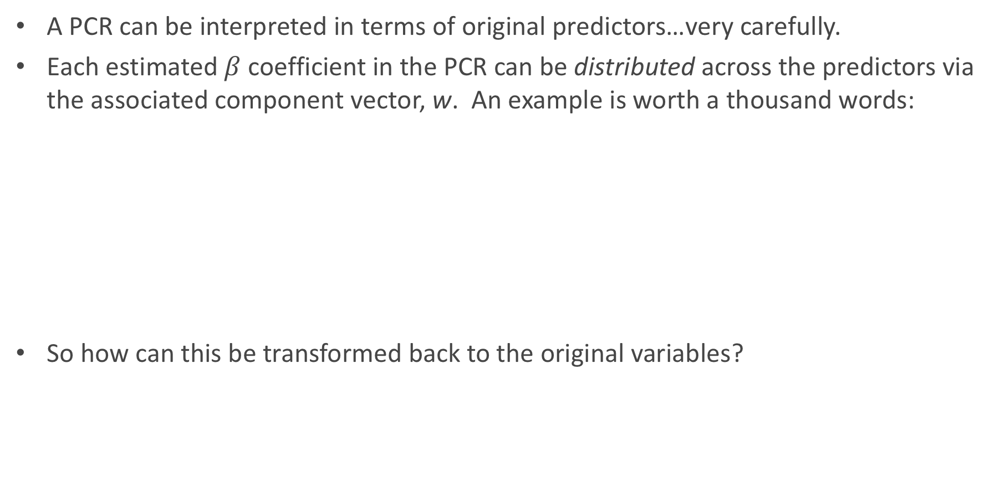 • A PCR can be interpreted in terms of original predictors...very carefully.
• Each estimated β coefficient in the PCR can be distributed across the predictors via
the associated component vector, w.  An example is worth a thousand words:
• So how can this be transformed back to the original variables?